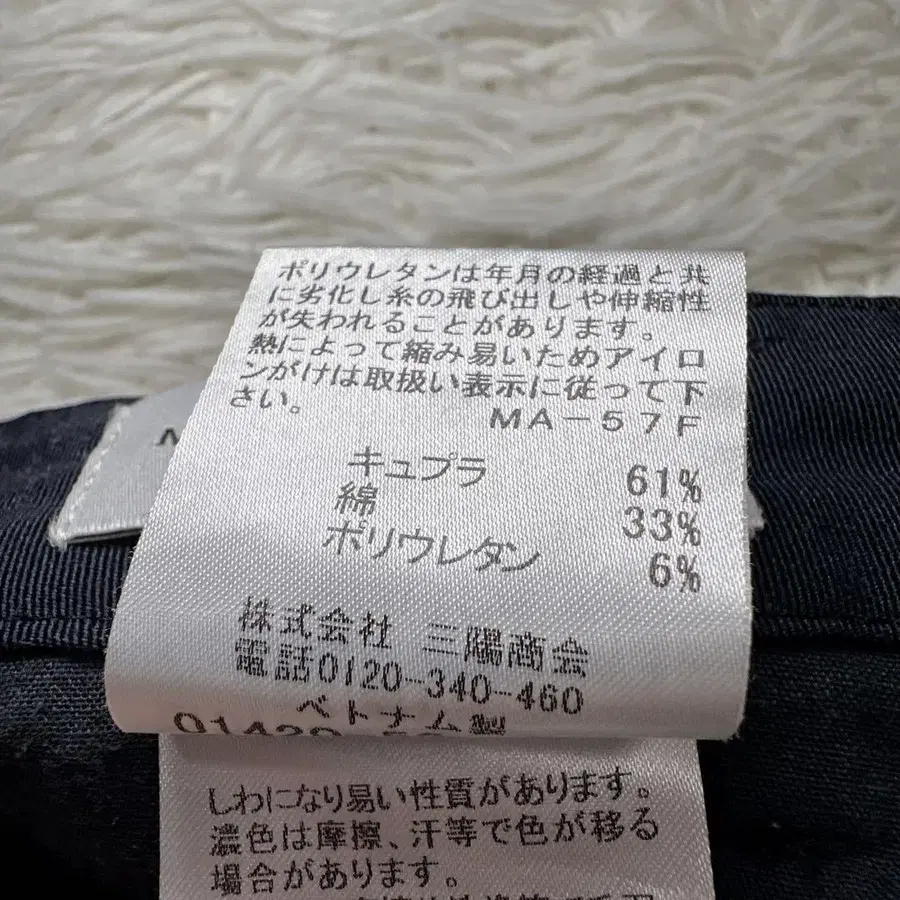 ポリウレタンは年月の経過と共
に劣化し糸の飛び出しや伸縮性
が失われることがあります。
熱によって縮み易いためアイロ
ンがけは取扱い表示に従って下
さい。 MA-57F
キュプラ 61%
綿 33%
ポリウレタン 6%
株式会社 三陽商会
電話0120-340-460
ベトナム製
しわになり易い性質があります。
濃色は摩擦、汗等で色が移る
場合があります。